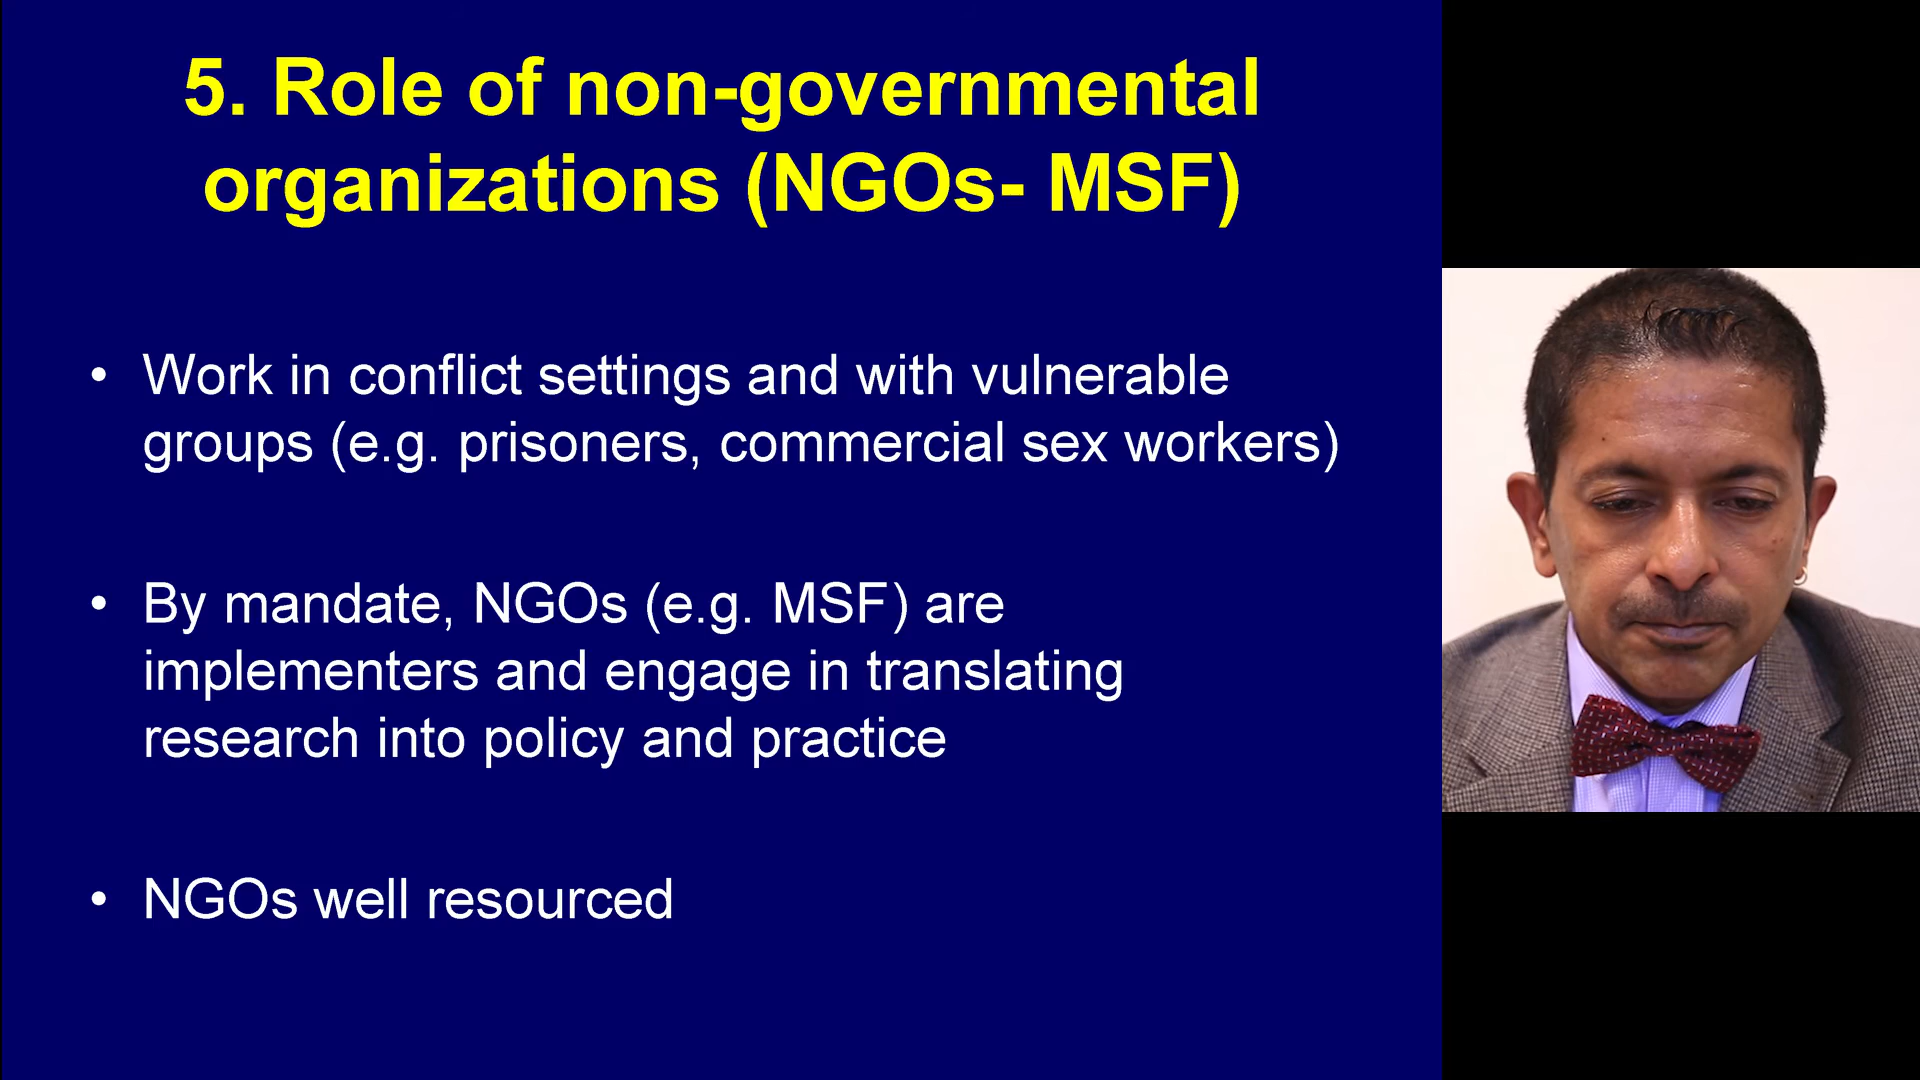 5. Role of non-governmental
organizations (NGOs- MSF)
• Work in conflict settings and with vulnerable
groups (e.g. prisoners, commercial sex workers)
• By mandate, NGOs (e.g. MSF) are
implementers and engage in translating
research into policy and practice
• NGOs well resourced